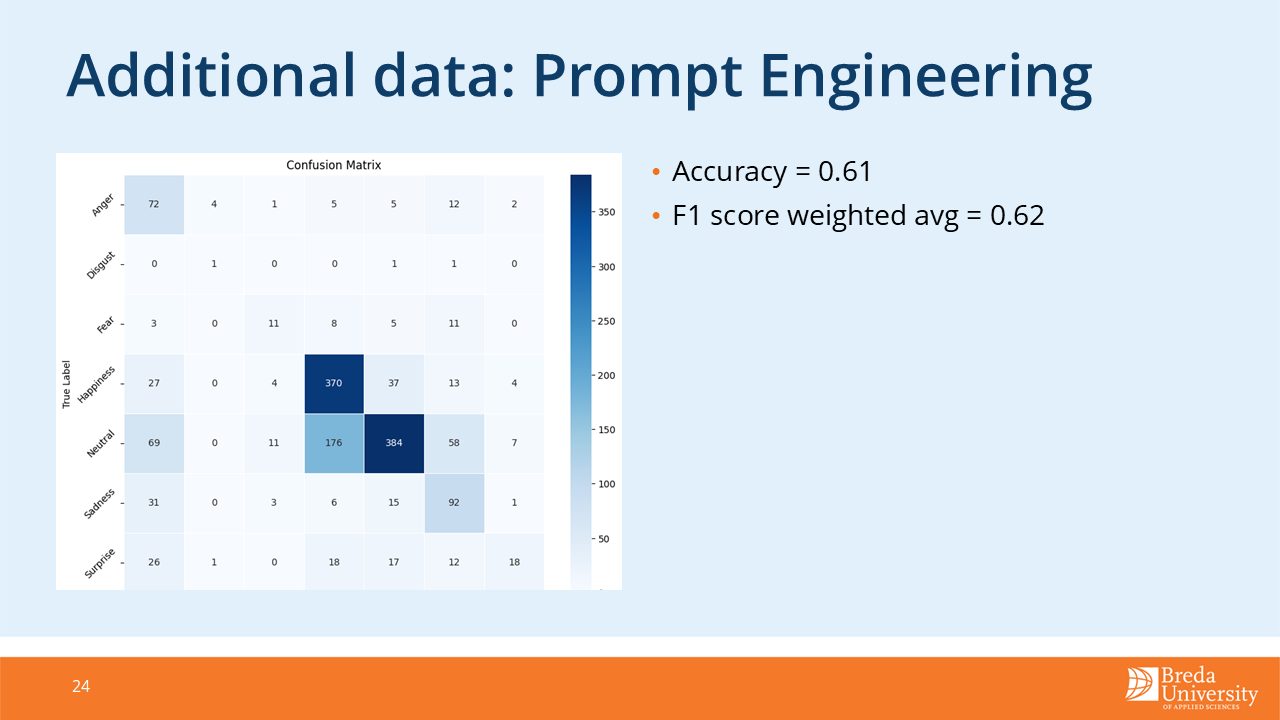 Additional data: Prompt Engineering
Confusion Matrix
True Label
Anger 72 4 1 5 5 12 2
Disgust 0 1 0 0 1 1 0
Fear 3 0 11 8 5 11 0
Happiness 27 0 4 370 37 13 4
Neutral 69 0 11 176 384 58 7
Sadness 31 0 3 6 15 92 1
Surprise 26 1 0 18 17 12 18
350
300
250
200
150
100
50
• Accuracy = 0.61
• F1 score weighted avg = 0.62
24
Breda
University
OF APPLIED SCIENCES